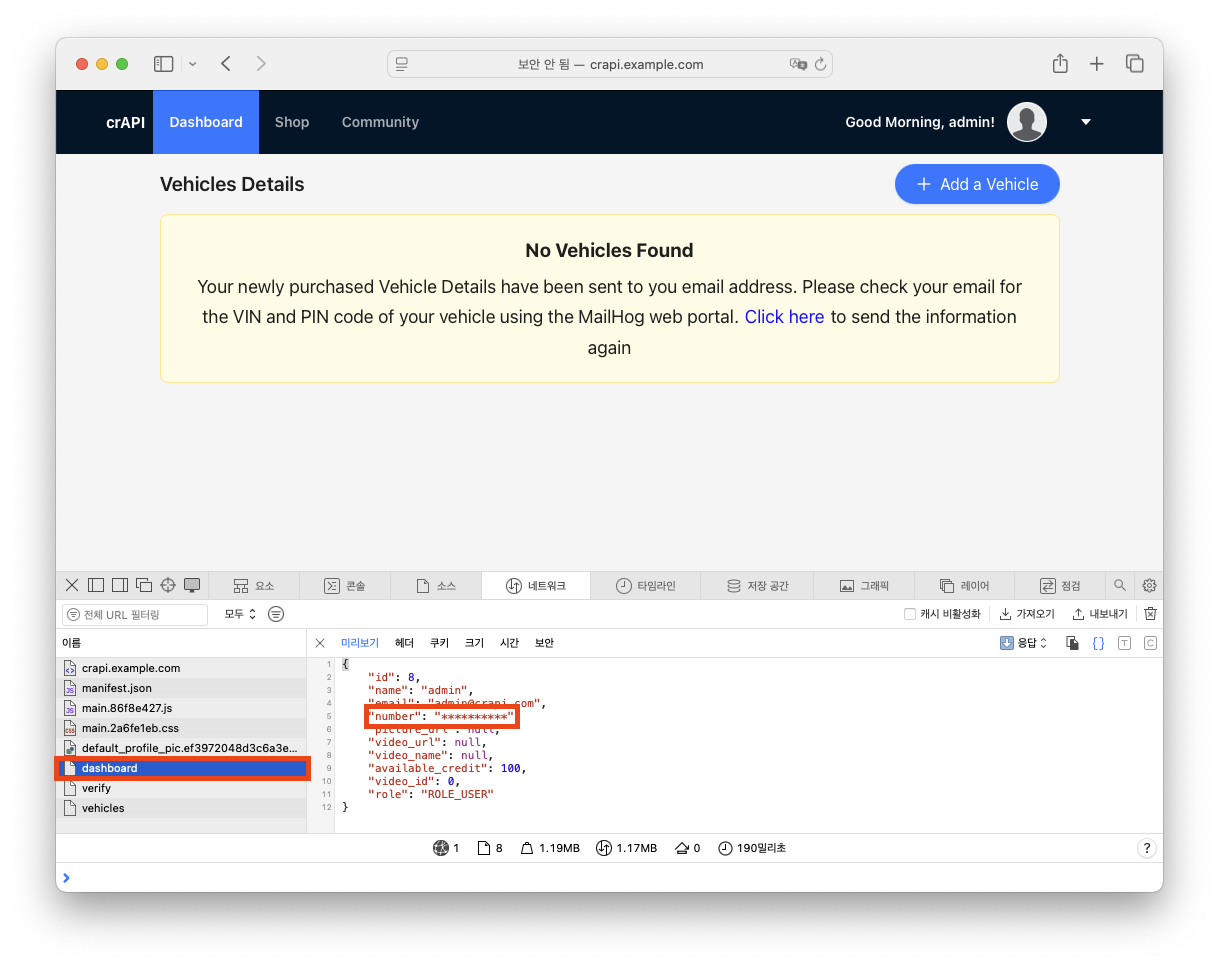 보안 안 됨 — crapi.example.com
crAPI Dashboard Shop Community Good Morning, admin!
Vehicles Details
+ Add a Vehicle
No Vehicles Found
Your newly purchased Vehicle Details have been sent to you email address. Please check your email for
the VIN and PIN code of your vehicle using the MailHog web portal. Click here to send the information
again
요소 콘솔 소스 네트워크 타임라인 저장 공간 그래픽 레이어 점검
전체 URL 필터링 모두 캐시 비활성화 가져오기 내보내기
이름
미리보기 헤더 쿠키 크기 시간 보안 응답 {} T C
crapi.example.com
manifest.json
main.86f8e427.js
main.2a6fe1eb.css
default_profile_pic.ef3972048d3c6a3e...
dashboard
verify
vehicles
1 {
2 "id": 8,
3 "name": "admin",
4 "email": "admin@crapi.com",
5 "number": "**********"
6 "picture_url": null,
7 "video_url": null,
8 "video_name": null,
9 "available_credit": 100,
10 "video_id": 0,
11 "role": "ROLE_USER"
12 }
1 8 1.19MB 1.17MB 0 190밀리초 ?